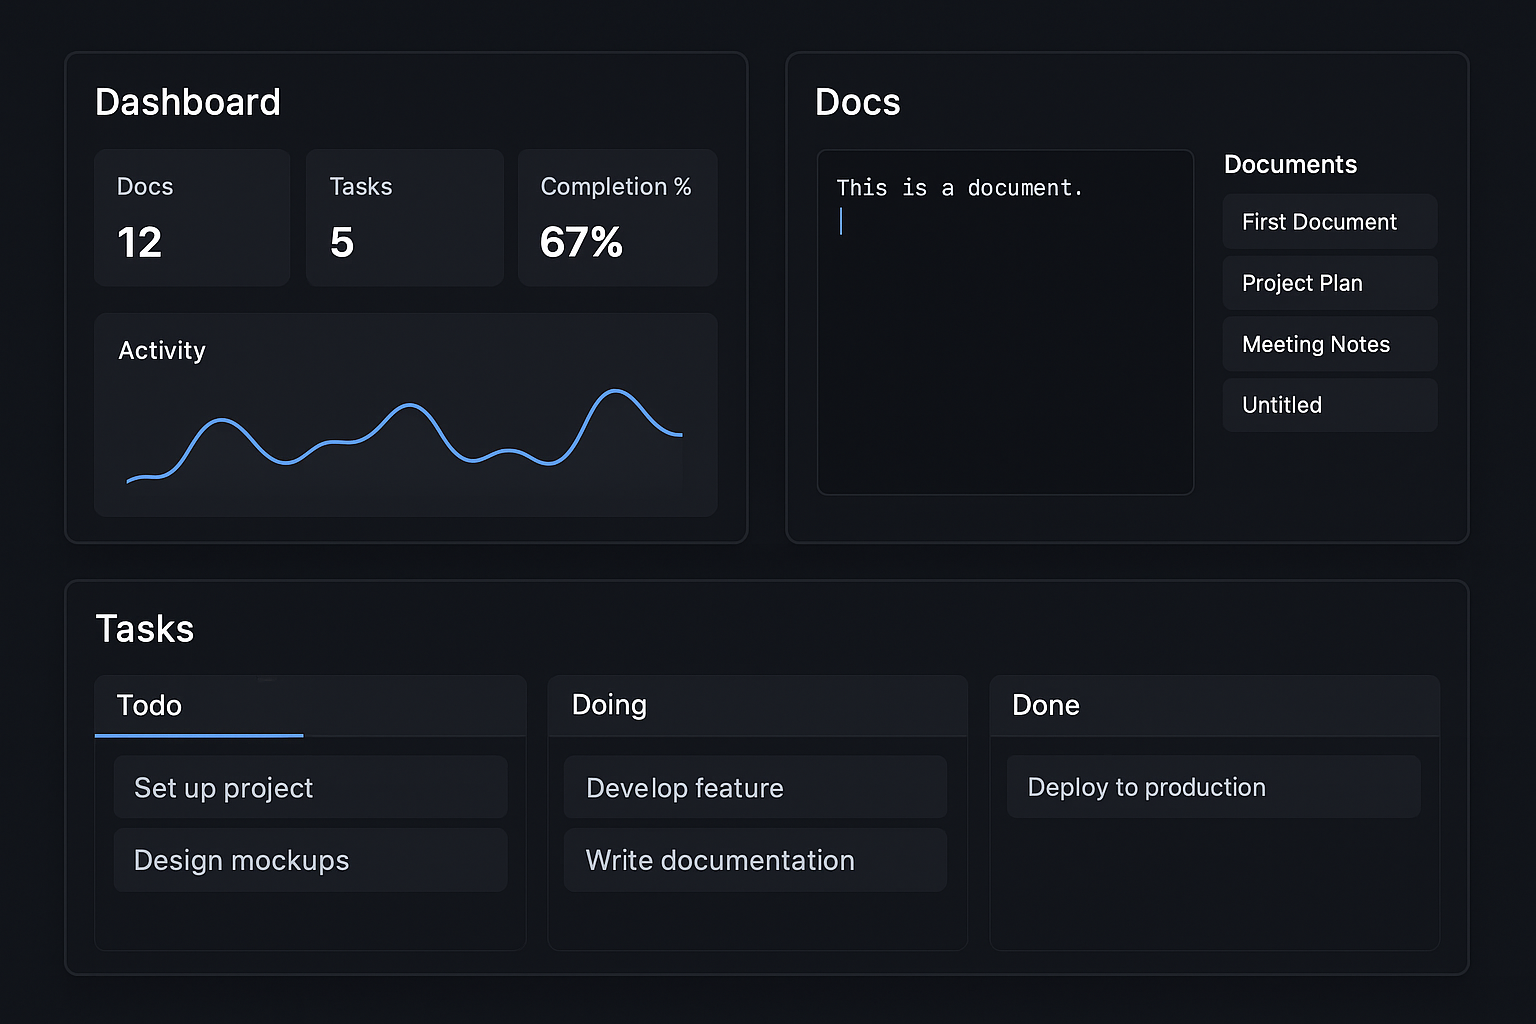 Dashboard
Docs
12
Tasks
5
Completion %
67%
Activity
Docs
This is a document.
Documents
First Document
Project Plan
Meeting Notes
Untitled
Tasks
Todo
Set up project
Design mockups
Doing
Develop feature
Write documentation
Done
Deploy to production